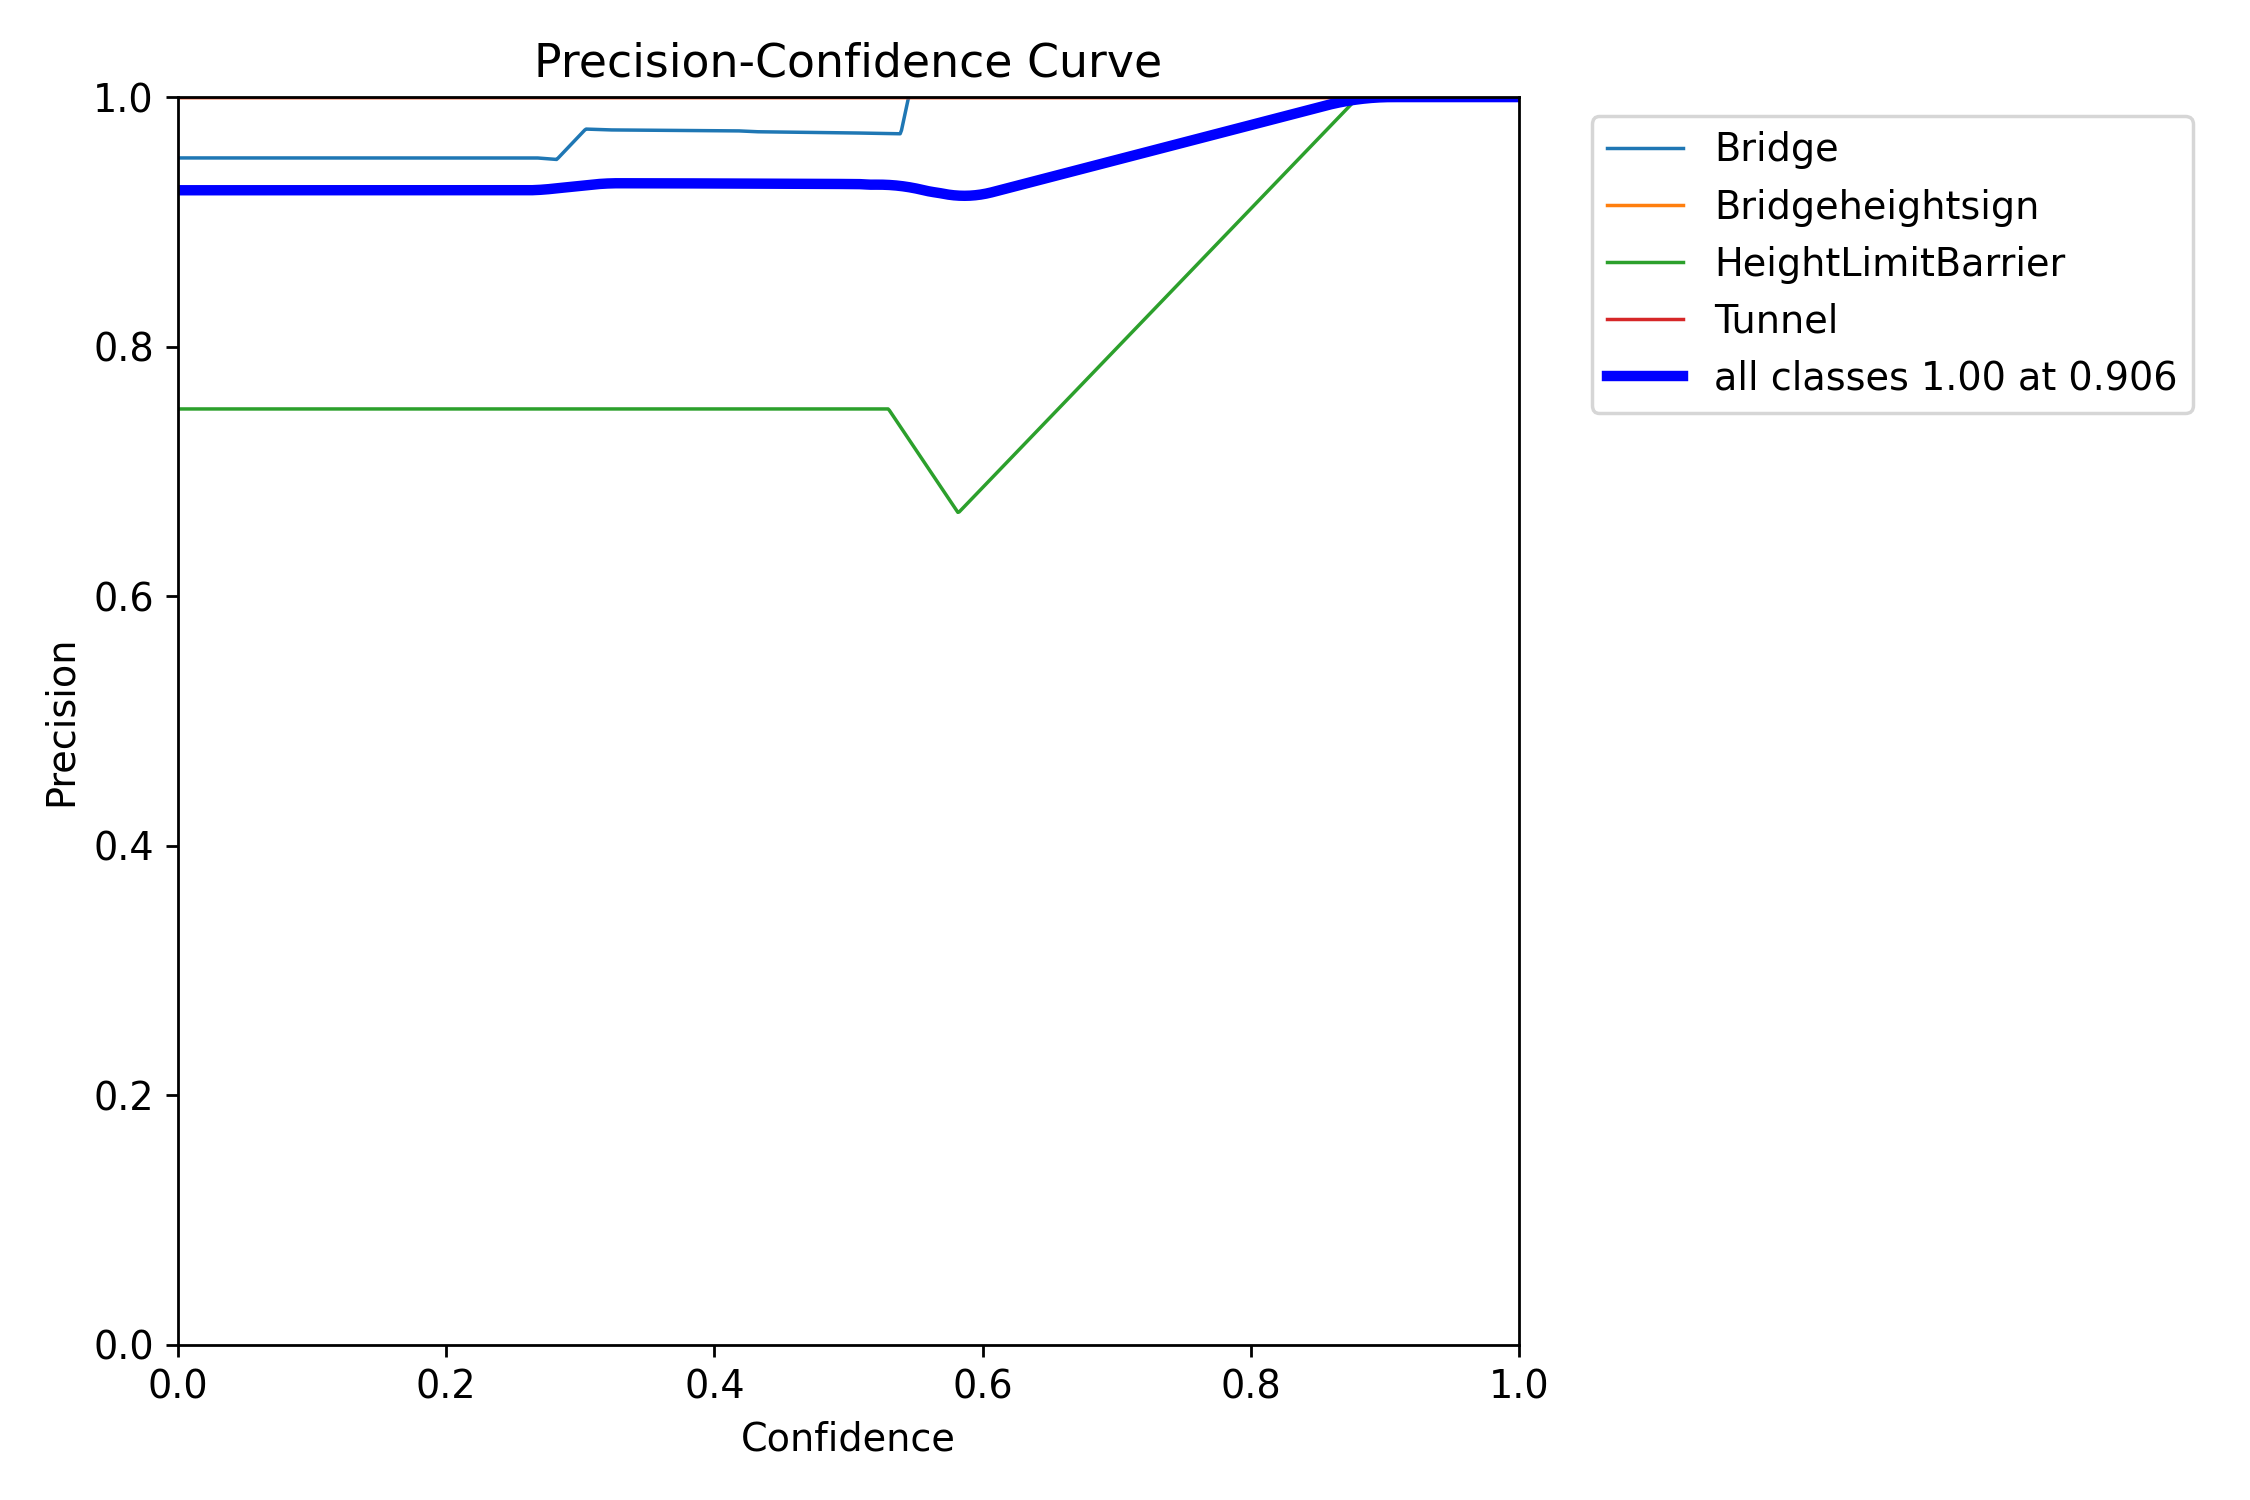 Precision-Confidence Curve
1.0
0.8
0.6
0.4
0.2
0.0
Precision
0.0 0.2 0.4 0.6 0.8 1.0
Confidence
Bridge
Bridgeheightsign
HeightLimitBarrier
Tunnel
all classes 1.00 at 0.906